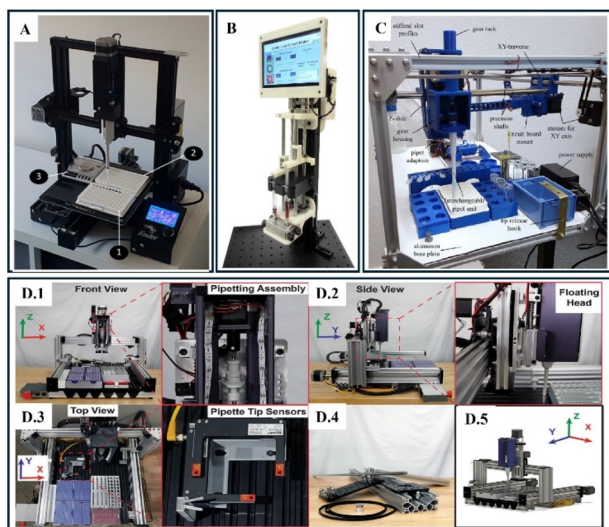 A
B
C
2
3
1
stiffend slot
profiles
gear rack
XY-traverse
Z-slide
gear
housing
precision
shafts
circuit board
mount
motors for
XY axis
power supply
pipet
adaptors
Interchangeable
pipet unit
tip release
hook
aluminum
base plate
D.1
Front View
Pipetting Assembly
D.2
Side View
Floating
Head
Z
X
Z
Y
D.3
Top View
Pipette Tip Sensors
D.4
D.5
Y
X
Z
Y
X